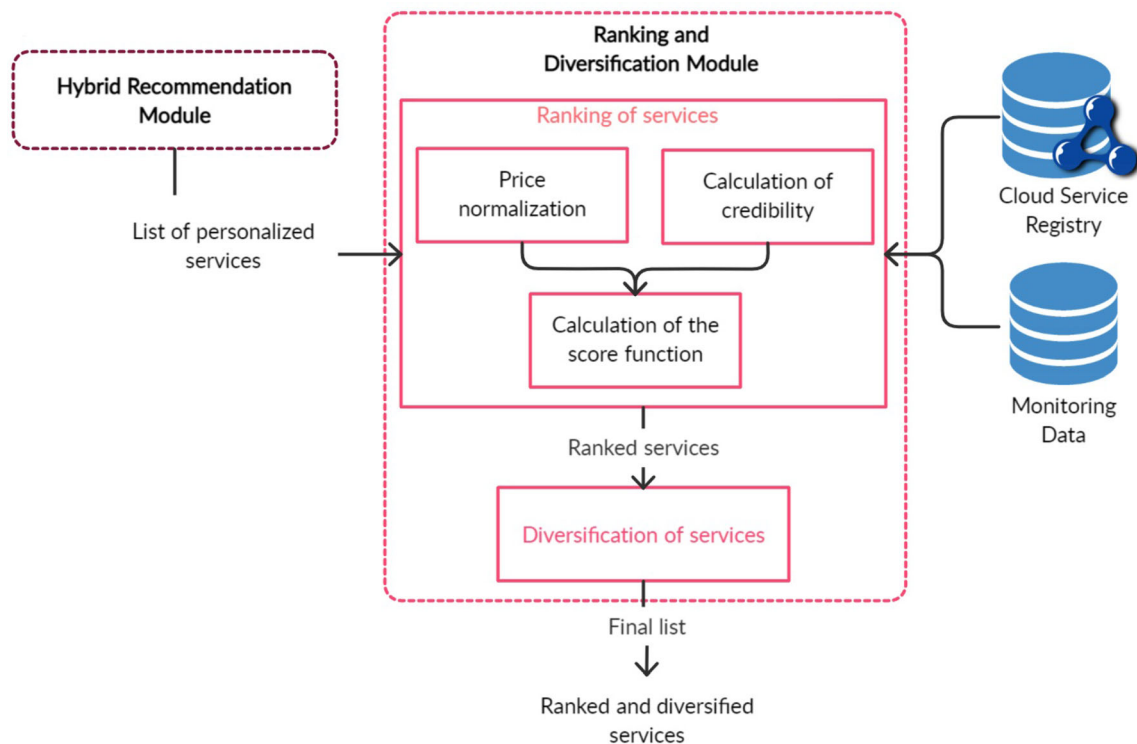 Hybrid Recommendation
Module
List of personalized
services
Ranking and
Diversification Module
Ranking of services
Price
normalization
Calculation of
credibility
Calculation of the
score function
Ranked services
Diversification of services
Final list
Ranked and diversified
services
Cloud Service
Registry
Monitoring
Data